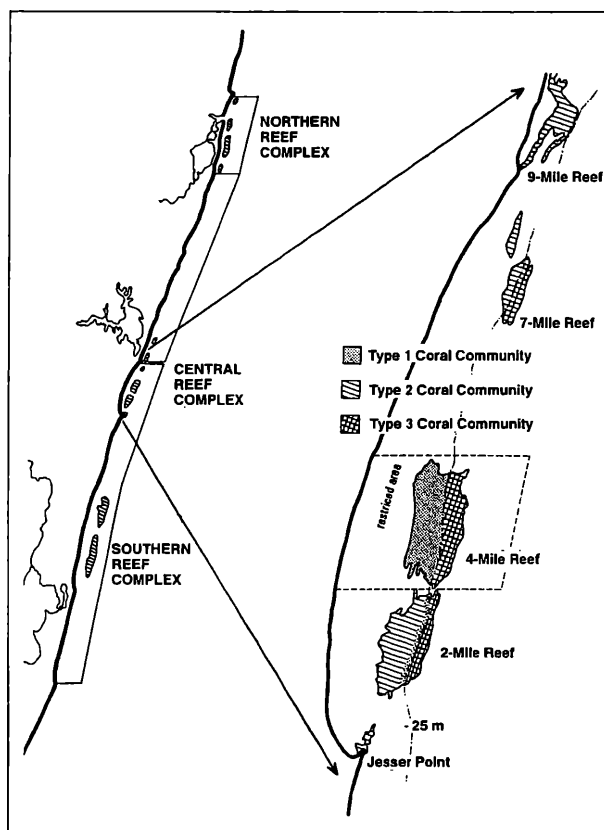 NORTHERN
REEF
COMPLEX
CENTRAL
REEF
COMPLEX
SOUTHERN
REEF
COMPLEX
9-Mile Reef
7-Mile Reef
Type 1 Coral Community
Type 2 Coral Community
Type 3 Coral Community
restriced area
4-Mile Reef
2-Mile Reef
- 25 m
Jesser Point